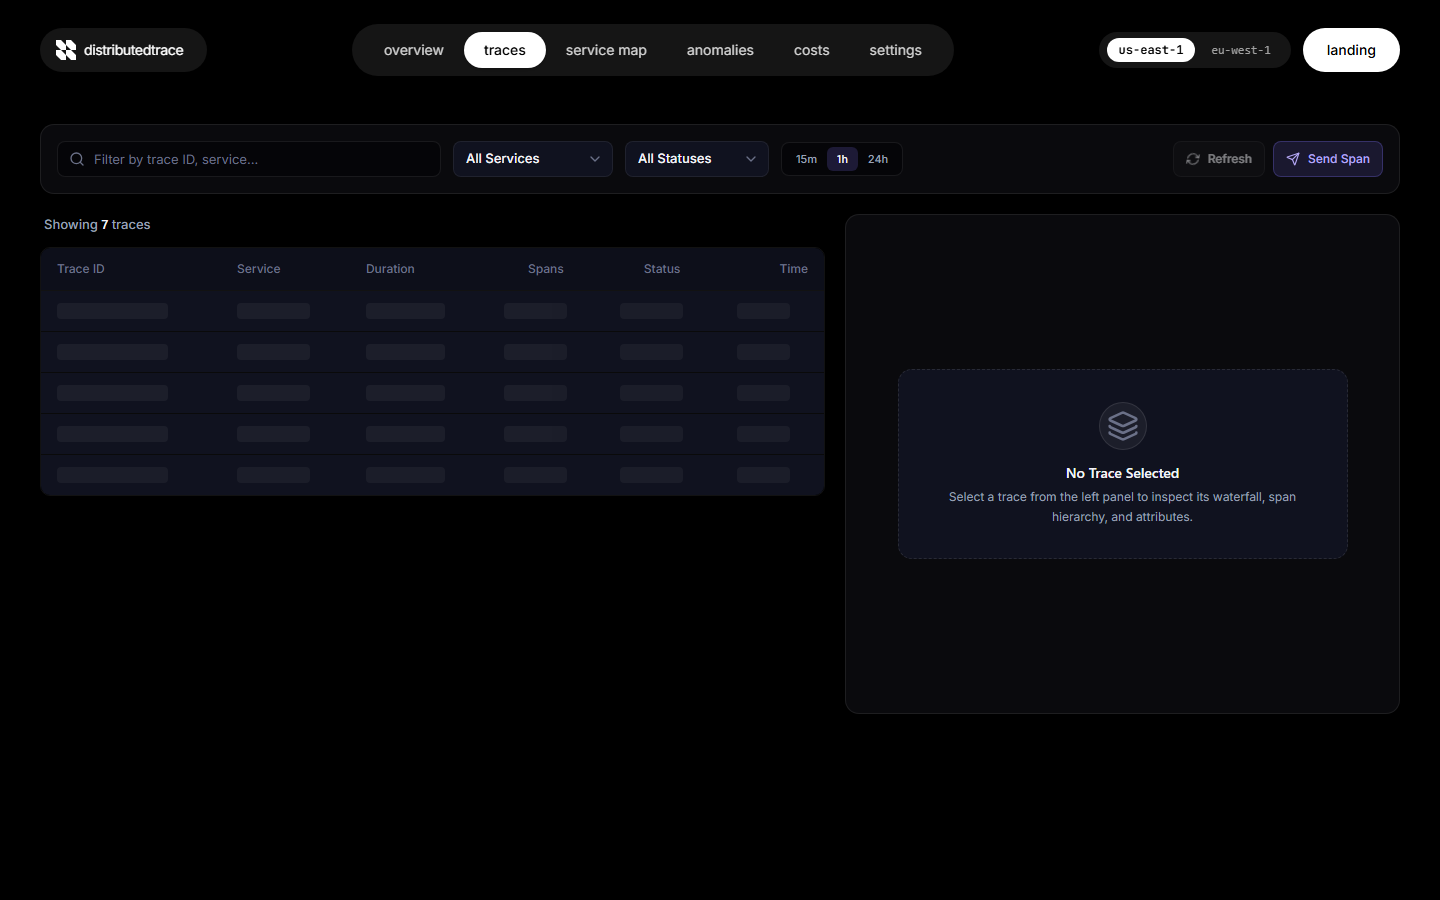 distributedtrace
overview traces service map anomalies costs settings
us-east-1 eu-west-1 landing
Filter by trace ID, service...
All Services
All Statuses
15m 1h 24h
Refresh
Send Span
Showing 7 traces
Trace ID Service Duration Spans Status Time
No Trace Selected
Select a trace from the left panel to inspect its waterfall, span
hierarchy, and attributes.